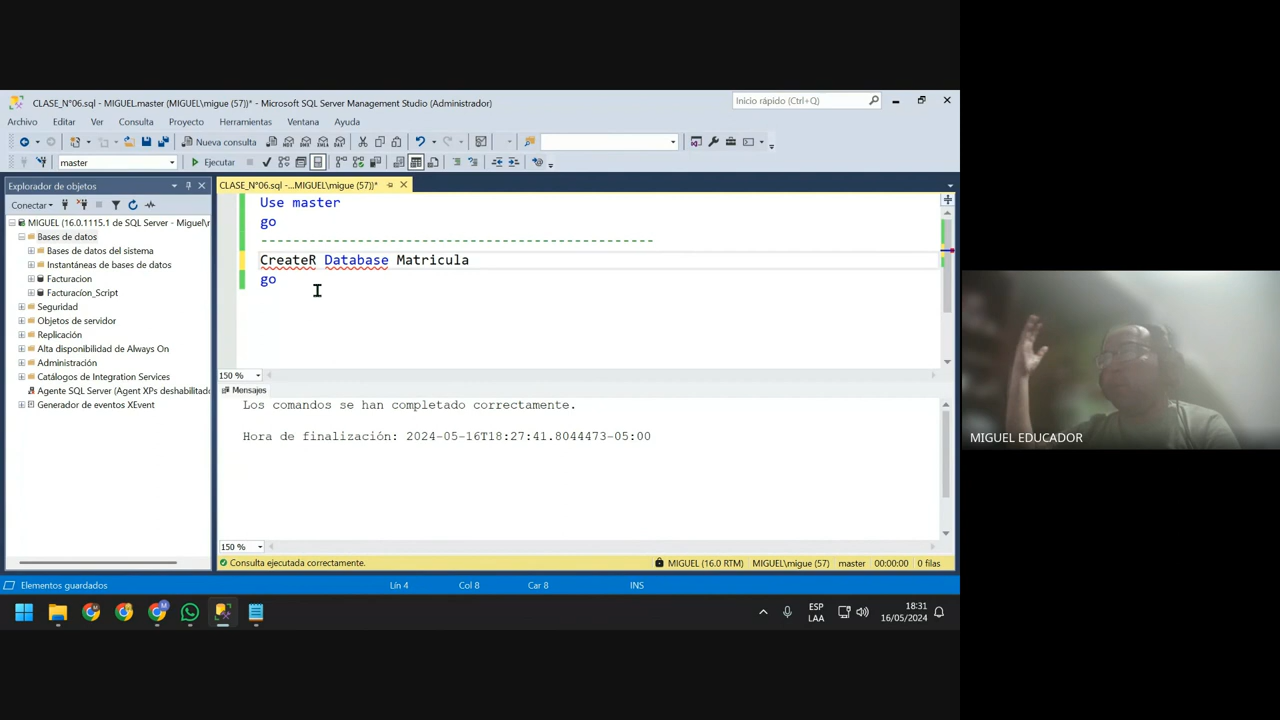 CLASE_N°06.sql - MIGUEL.master (MIGUEL\migue (57))* - Microsoft SQL Server Management Studio (Administrador)
Inicio rápido (Ctrl+Q)
Archivo Editar Ver Consulta Proyecto Herramientas Ventana Ayuda
Nueva consulta
master
Ejecutar
Explorador de objetos
CLASE_N°06.sql -...MIGUEL\migue (57))*
Conectar
MIGUEL (16.0.1115.1 de SQL Server - Miguel\r
Bases de datos
Bases de datos del sistema
Instantáneas de bases de datos
Facturacion
Facturacíon_Script
Seguridad
Objetos de servidor
Replicación
Alta disponibilidad de Always On
Administración
Catálogos de Integration Services
Agente SQL Server (Agent XPs deshabilitado
Generador de eventos XEvent
Use master
go
-------------------------------------------------
CreateR Database Matricula
go
150 %
Mensajes
Los comandos se han completado correctamente.
Hora de finalización: 2024-05-16T18:27:41.8044473-05:00
150 %
Consulta ejecutada correctamente.
MIGUEL (16.0 RTM)
MIGUEL\migue (57)
master
00:00:00
0 filas
Elementos guardados
Lín 4
Col 8
Car 8
INS
ESP
LAA
18:31
16/05/2024
MIGUEL EDUCADOR